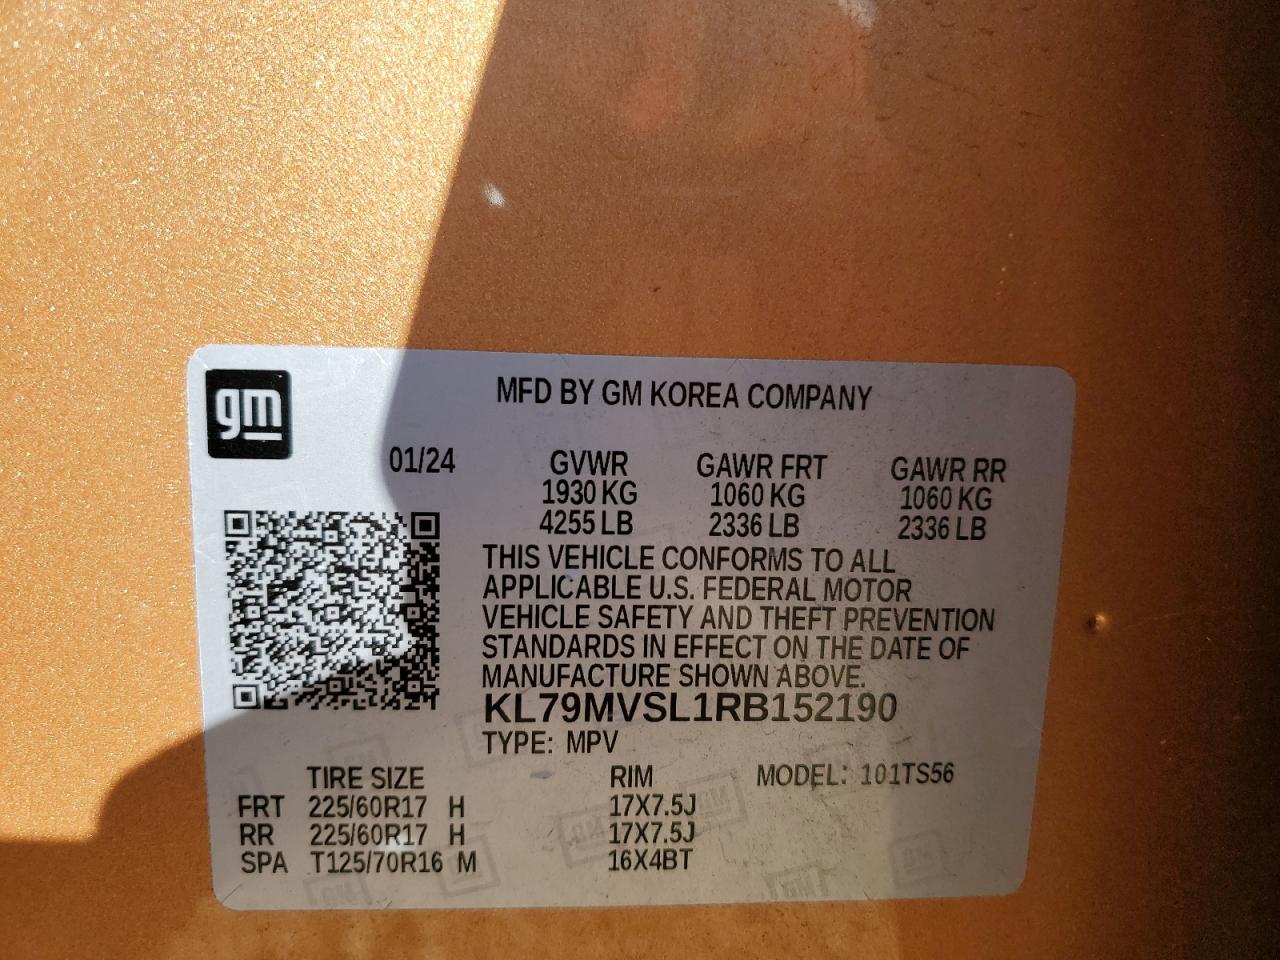 gm
MFD BY GM KOREA COMPANY
01/24 GVWR GAWR FRT GAWR RR
1930 KG 1060 KG 1060 KG
4255 LB 2336 LB 2336 LB
THIS VEHICLE CONFORMS TO ALL
APPLICABLE U.S. FEDERAL MOTOR
VEHICLE SAFETY AND THEFT PREVENTION
STANDARDS IN EFFECT ON THE DATE OF
MANUFACTURE SHOWN ABOVE.
KL79MVSL1RB152190
TYPE: MPV
TIRE SIZE RIM MODEL: 101TS56
FRT 225/60R17 H 17X7.5J
RR 225/60R17 H 17X7.5J
SPA T125/70R16 M 16X4BT